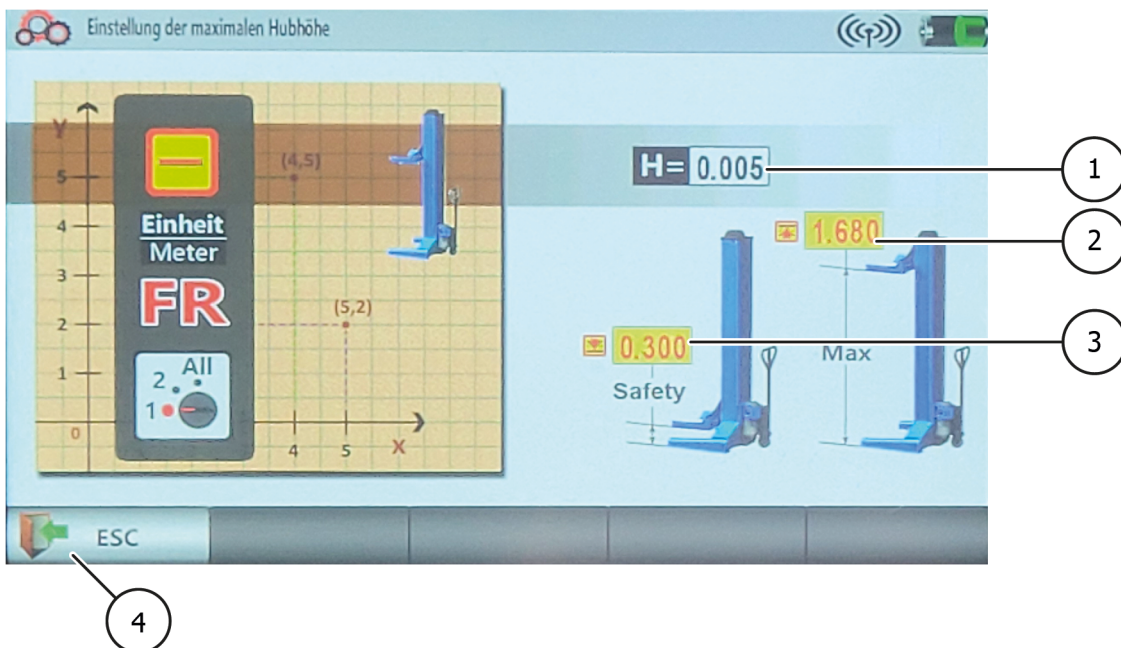 Einstellung der maximalen Hubhöhe
Y
(4,5)
5
4
3
2
1
0
(5,2)
4
5
X
Einheit
Meter
FR
All
2
1
H= 0.005
1.680
0.300
Safety
Max
ESC
1
2
3
4